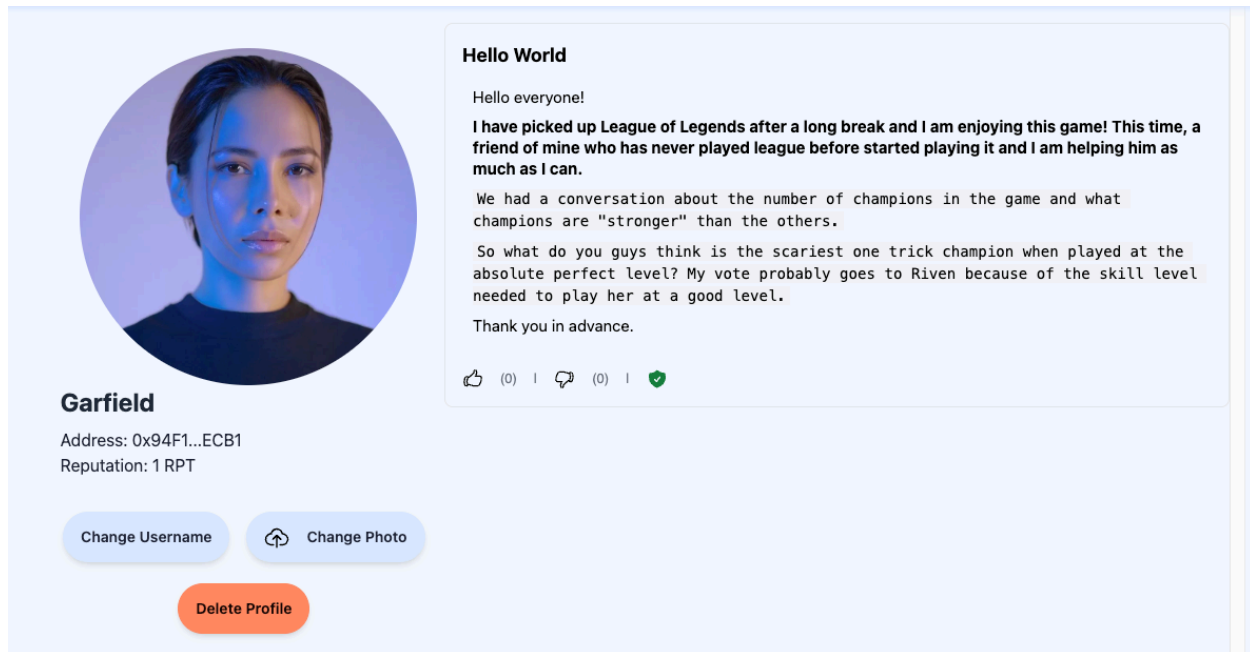 Hello World
Hello everyone!
I have picked up League of Legends after a long break and I am enjoying this game! This time, a
friend of mine who has never played league before started playing it and I am helping him as
much as I can.
We had a conversation about the number of champions in the game and what
champions are "stronger" than the others.
So what do you guys think is the scariest one trick champion when played at the
absolute perfect level? My vote probably goes to Riven because of the skill level
needed to play her at a good level.
Thank you in advance.
(0) | (0) |
Garfield
Address: 0x94F1...ECB1
Reputation: 1 RPT
Change Username
Change Photo
Delete Profile